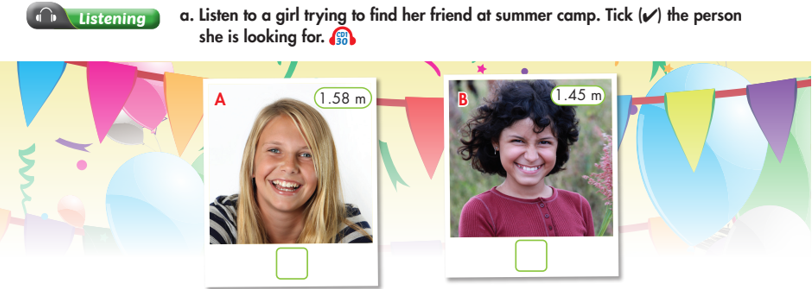 Listening
a. Listen to a girl trying to find her friend at summer camp. Tick (✔) the person
she is looking for. CD1 30
A 1.58 m
B 1.45 m